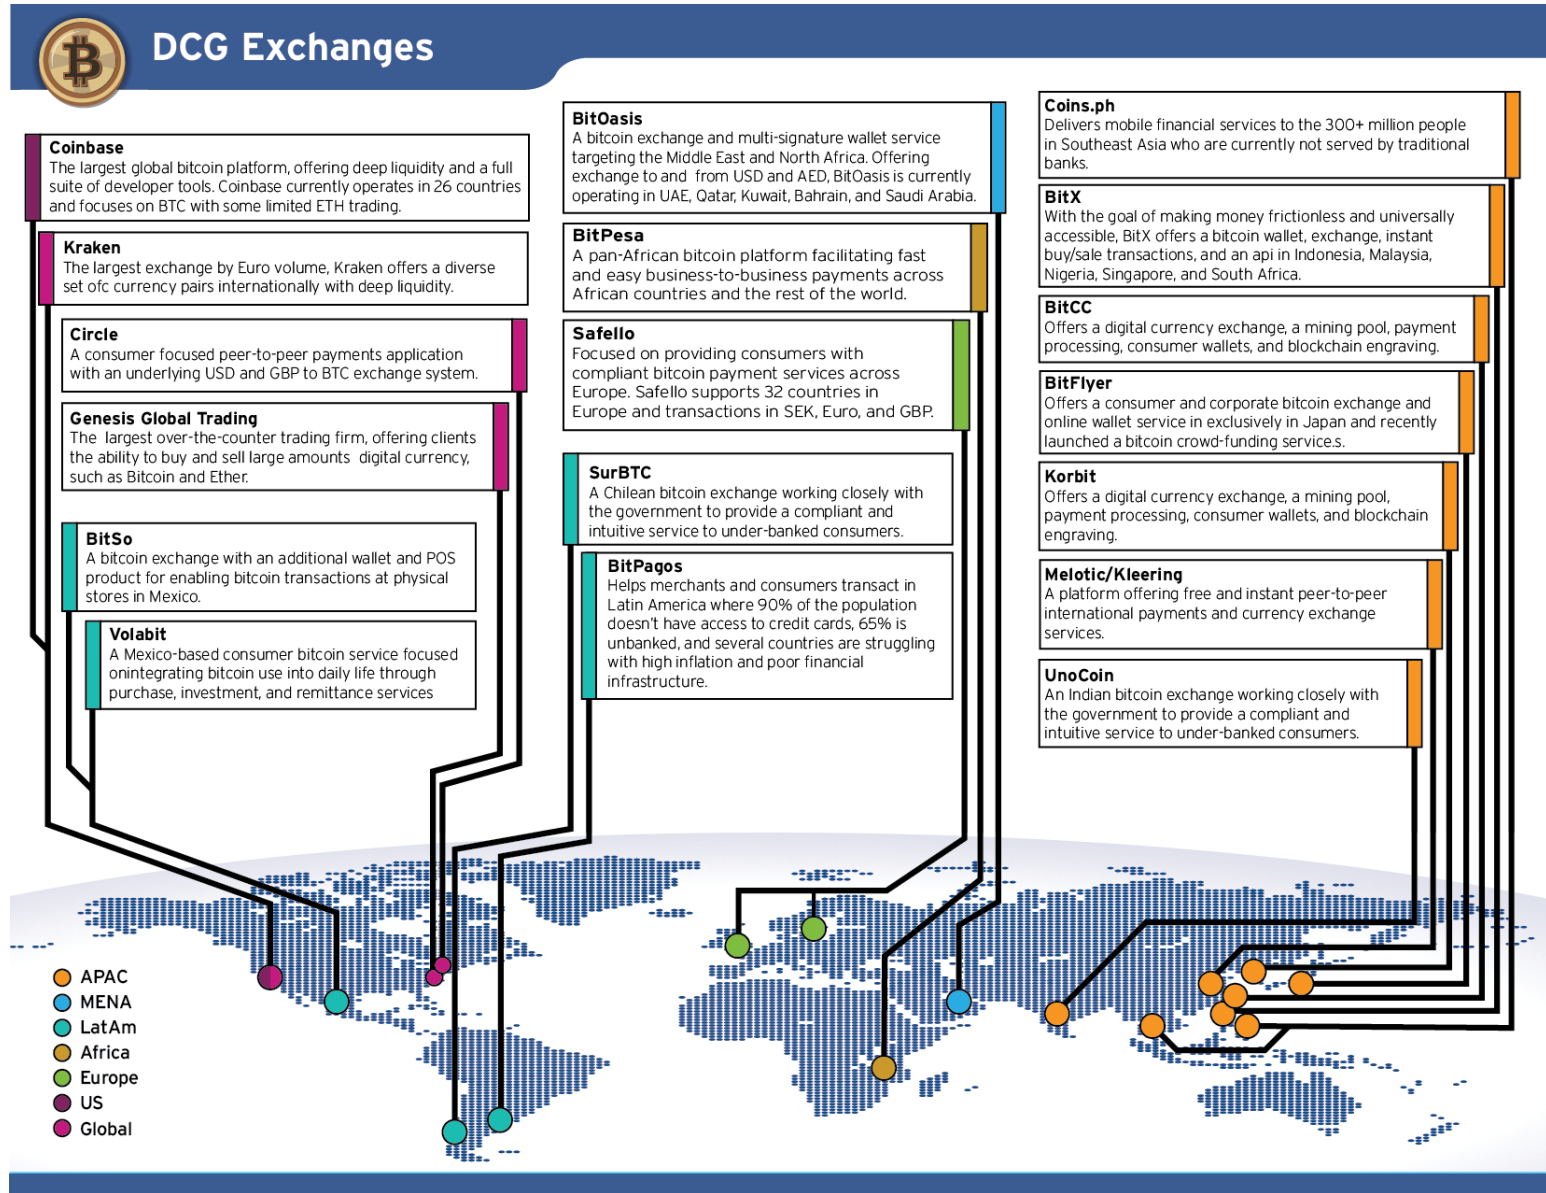 DCG Exchanges
Coinbase
The largest global bitcoin platform, offering deep liquidity and a full
suite of developer tools. Coinbase currently operates in 26 countries
and focuses on BTC with some limited ETH trading.
Kraken
The largest exchange by Euro volume, Kraken offers a diverse
set ofc currency pairs internationally with deep liquidity.
Circle
A consumer focused peer-to-peer payments application
with an underlying USD and GBP to BTC exchange system.
Genesis Global Trading
The largest over-the-counter trading firm, offering clients
the ability to buy and sell large amounts digital currency,
such as Bitcoin and Ether.
BitSo
A bitcoin exchange with an additional wallet and POS
product for enabling bitcoin transactions at physical
stores in Mexico.
Volabit
A Mexico-based consumer bitcoin service focused
onintegrating bitcoin use into daily life through
purchase, investment, and remittance services
BitOasis
A bitcoin exchange and multi-signature wallet service
targeting the Middle East and North Africa. Offering
exchange to and from USD and AED, BitOasis is currently
operating in UAE, Qatar, Kuwait, Bahrain, and Saudi Arabia.
BitPesa
A pan-African bitcoin platform facilitating fast
and easy business-to-business payments across
African countries and the rest of the world.
Safello
Focused on providing consumers with
compliant bitcoin payment services across
Europe. Safello supports 32 countries in
Europe and transactions in SEK, Euro, and GBP.
SurBTC
A Chilean bitcoin exchange working closely with
the government to provide a compliant and
intuitive service to under-banked consumers.
BitPagos
Helps merchants and consumers transact in
Latin America where 90% of the population
doesn't have access to credit cards, 65% is
unbanked, and several countries are struggling
with high inflation and poor financial
infrastructure.
Coins.ph
Delivers mobile financial services to the 300+ million people
in Southeast Asia who are currently not served by traditional
banks.
BitX
With the goal of making money frictionless and universally
accessible, BitX offers a bitcoin wallet, exchange, instant
buy/sale transactions, and an api in Indonesia, Malaysia,
Nigeria, Singapore, and South Africa.
BitCC
Offers a digital currency exchange, a mining pool, payment
processing, consumer wallets, and blockchain engraving.
BitFlyer
Offers a consumer and corporate bitcoin exchange and
online wallet service in exclusively in Japan and recently
launched a bitcoin crowd-funding service.s.
Korbit
Offers a digital currency exchange, a mining pool,
payment processing, consumer wallets, and blockchain
engraving.
Melotic/Kleering
A platform offering free and instant peer-to-peer
international payments and currency exchange
services.
UnoCoin
An Indian bitcoin exchange working closely with
the government to provide a compliant and
intuitive service to under-banked consumers.
APAC
MENA
LatAm
Africa
Europe
US
Global